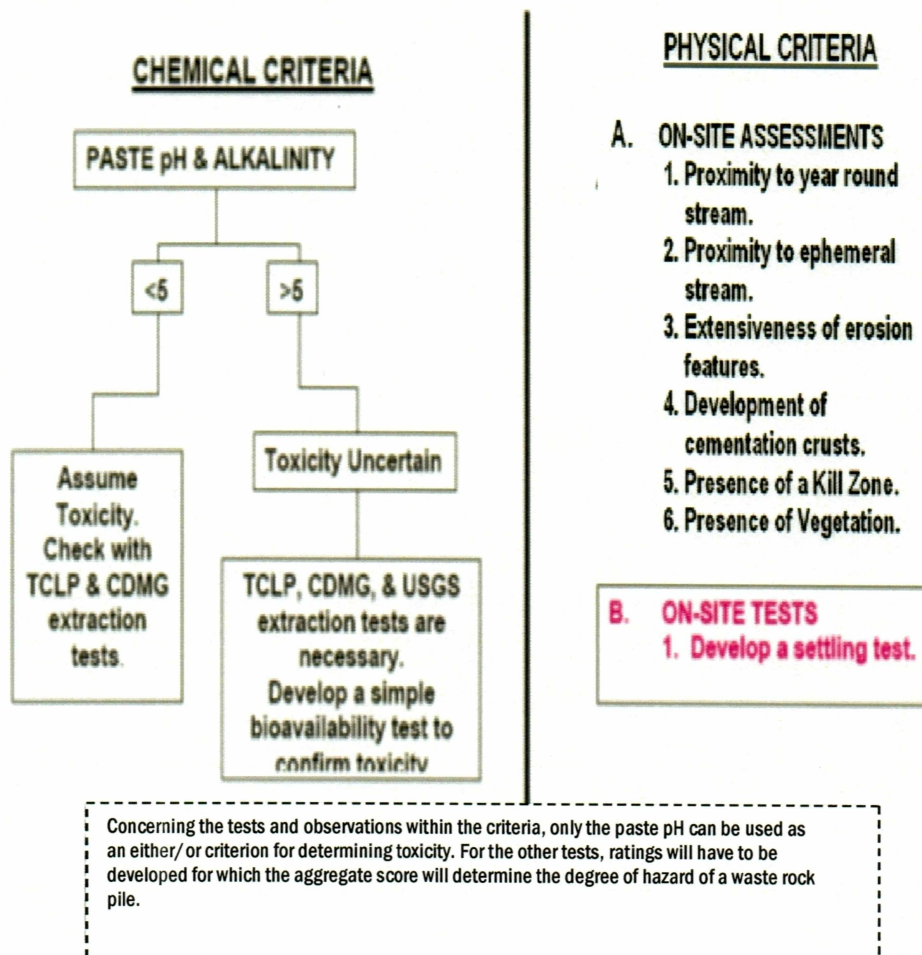 CHEMICAL CRITERIA
PASTE pH & ALKALINITY
<5
>5
Assume
Toxicity.
Check with
TCLP & CDMG
extraction
tests.
Toxicity Uncertain
TCLP, CDMG, & USGS
extraction tests are
necessary.
Develop a simple
bioavailability test to
confirm toxicity
PHYSICAL CRITERIA
A. ON-SITE ASSESSMENTS
1. Proximity to year round
stream.
2. Proximity to ephemeral
stream.
3. Extensiveness of erosion
features.
4. Development of
cementation crusts.
5. Presence of a Kill Zone.
6. Presence of Vegetation.
B. ON-SITE TESTS
1. Develop a settling test.
Concerning the tests and observations within the criteria, only the paste pH can be used as
an either/or criterion for determining toxicity. For the other tests, ratings will have to be
developed for which the aggregate score will determine the degree of hazard of a waste rock
pile.